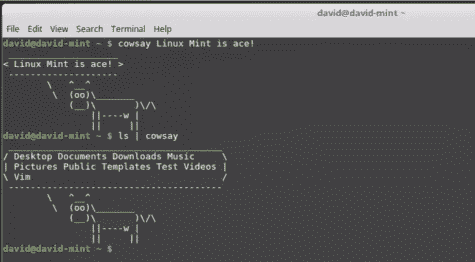 david@david-mint ~
File Edit View Search Terminal Help
david@david-mint ~ $ cowsay Linux Mint is ace!
 ____________________
< Linux Mint is ace! >
 --------------------
        \   ^__^
         \  (oo)\_______
            (__)\       )\/\
                ||----w |
                ||     ||
david@david-mint ~ $ ls | cowsay
 ______________________________________
/ Desktop Documents Downloads Music     \
| Pictures Public Templates Test Videos |
\ Vim                                   /
 ---------------------------------------
        \   ^__^
         \  (oo)\_______
            (__)\       )\/\
                ||----w |
                ||     ||
david@david-mint ~ $